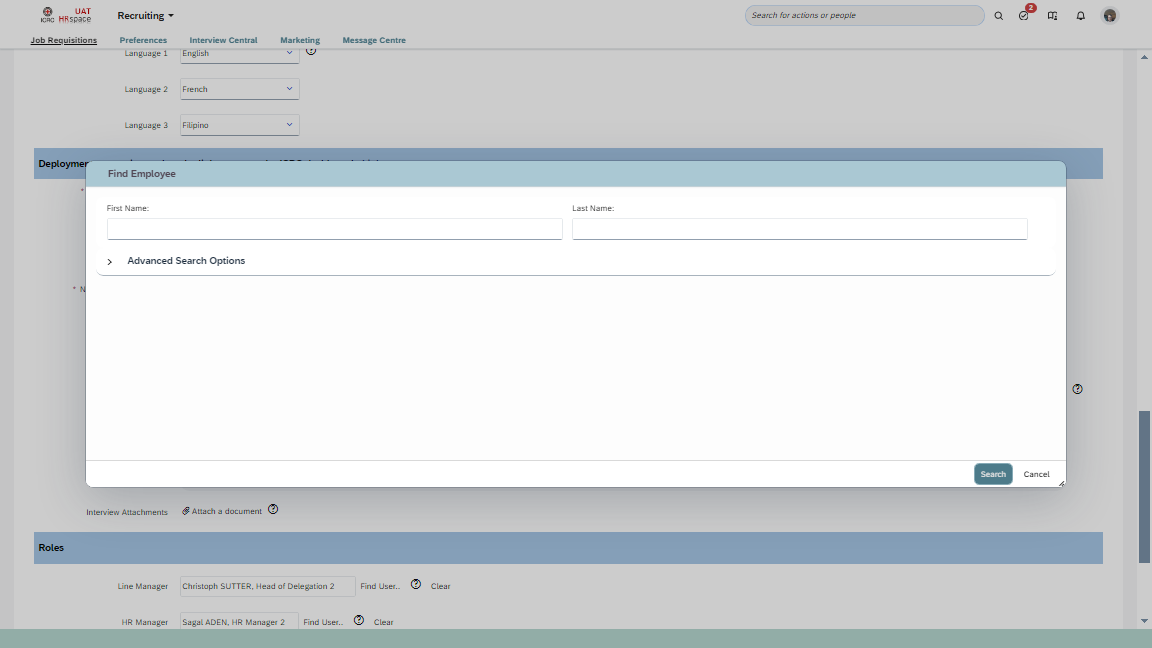 ICRC UAT HRspace
Recruiting
Search for actions or people
2
Job Requisitions Preferences Interview Central Marketing Message Centre
Language 1 English
Language 2 French
Language 3 Filipino
Find Employee
First Name: Last Name:
Advanced Search Options
* N
Search Cancel
Interview Attachments Attach a document
Roles
Line Manager Christoph SUTTER, Head of Delegation 2 Find User.. Clear
HR Manager Sagal ADEN, HR Manager 2 Find User.. Clear